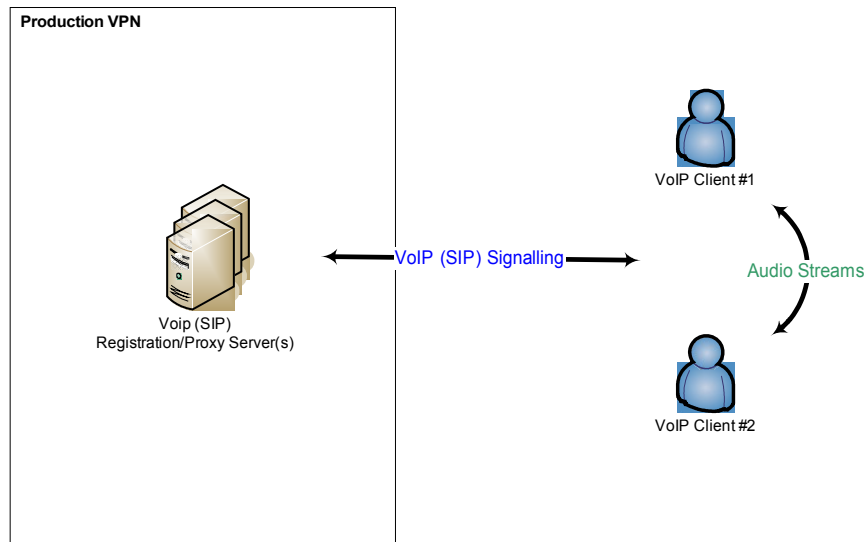 Production VPN
VoIP Client #1
VoIP (SIP) Signalling
Audio Streams
Voip (SIP)
Registration/Proxy Server(s)
VoIP Client #2